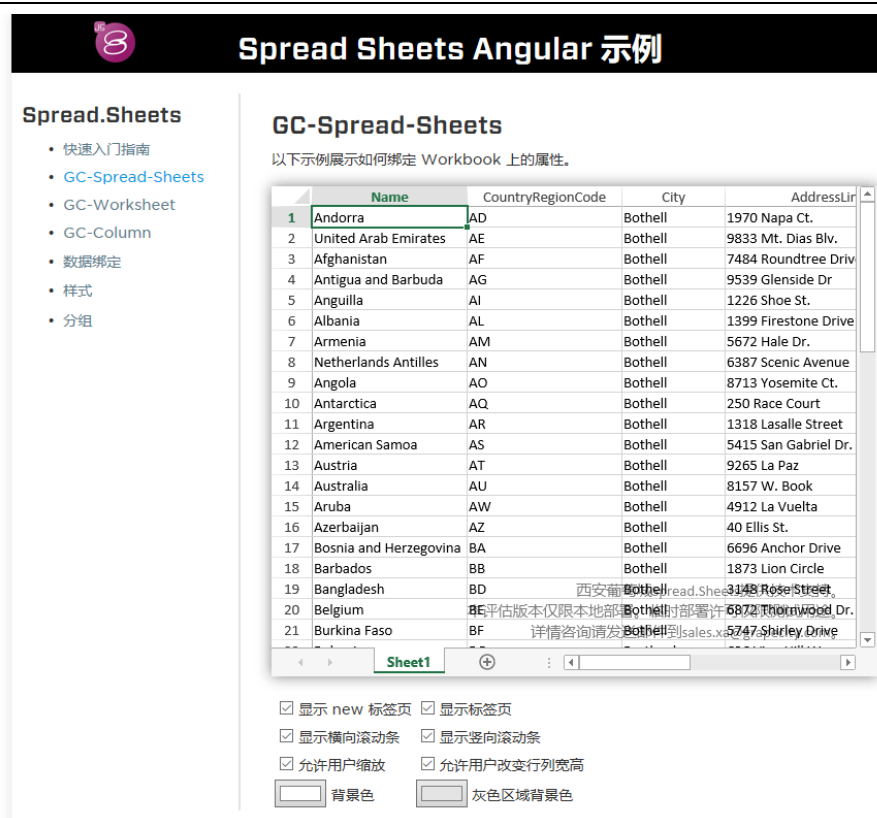 Spread Sheets Angular 示例
Spread.Sheets
• 快速入门指南
• GC-Spread-Sheets
• GC-Worksheet
• GC-Column
• 数据绑定
• 样式
• 分组
GC-Spread-Sheets
以下示例展示如何绑定 Workbook 上的属性。
Name CountryRegionCode City AddressLin
1 Andorra AD Bothell 1970 Napa Ct.
2 United Arab Emirates AE Bothell 9833 Mt. Dias Blv.
3 Afghanistan AF Bothell 7484 Roundtree Driv
4 Antigua and Barbuda AG Bothell 9539 Glenside Dr
5 Anguilla AI Bothell 1226 Shoe St.
6 Albania AL Bothell 1399 Firestone Drive
7 Armenia AM Bothell 5672 Hale Dr.
8 Netherlands Antilles AN Bothell 6387 Scenic Avenue
9 Angola AO Bothell 8713 Yosemite Ct.
10 Antarctica AQ Bothell 250 Race Court
11 Argentina AR Bothell 1318 Lasalle Street
12 American Samoa AS Bothell 5415 San Gabriel Dr.
13 Austria AT Bothell 9265 La Paz
14 Australia AU Bothell 8157 W. Book
15 Aruba AW Bothell 4912 La Vuelta
16 Azerbaijan AZ Bothell 40 Ellis St.
17 Bosnia and Herzegovina BA Bothell 6696 Anchor Drive
18 Barbados BB Bothell 1873 Lion Circle
19 Bangladesh BD Bothell 3148 Rose Street
20 Belgium BE Bothell 6872 Thornwood Dr.
21 Burkina Faso BF Bothell 5747 Shirley Drive
Sheet1
显示 new 标签页 显示标签页
显示横向滚动条 显示竖向滚动条
允许用户缩放 允许用户改变行列宽高
背景色 灰色区域背景色